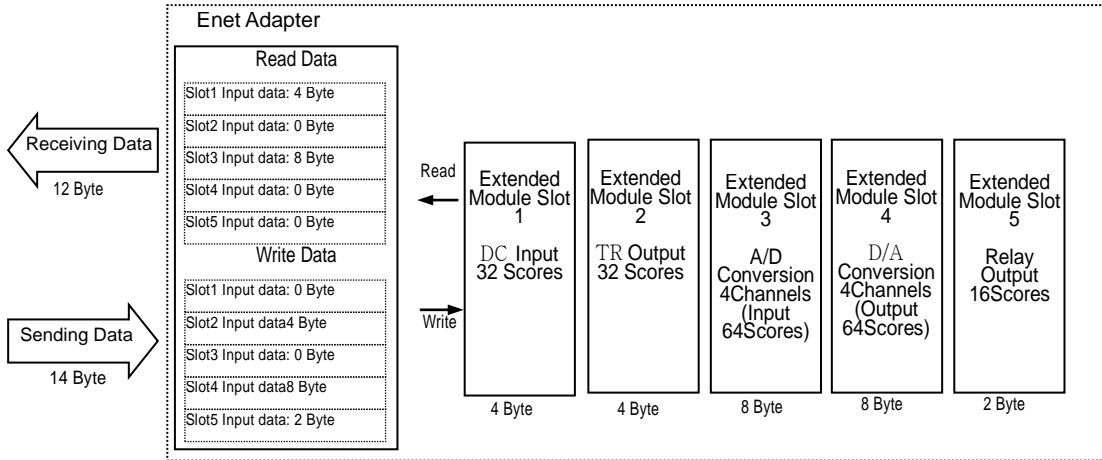 Enet Adapter
Read Data
Slot1 Input data: 4 Byte
Slot2 Input data: 0 Byte
Slot3 Input data: 8 Byte
Slot4 Input data: 0 Byte
Slot5 Input data: 0 Byte
Write Data
Slot1 Input data: 0 Byte
Slot2 Input data4 Byte
Slot3 Input data: 0 Byte
Slot4 Input data8 Byte
Slot5 Input data: 2 Byte
Receiving Data
12 Byte
Sending Data
14 Byte
Read
Write
Extended
Module Slot
1
DC Input
32 Scores
4 Byte
Extended
Module Slot
2
TR Output
32 Scores
4 Byte
Extended
Module Slot
3
A/D
Conversion
4Channels
(Input
64Scores)
8 Byte
Extended
Module Slot
4
D/A
Conversion
4Channels
(Output
64Scores)
8 Byte
Extended
Module Slot
5
Relay
Output
16Scores
2 Byte